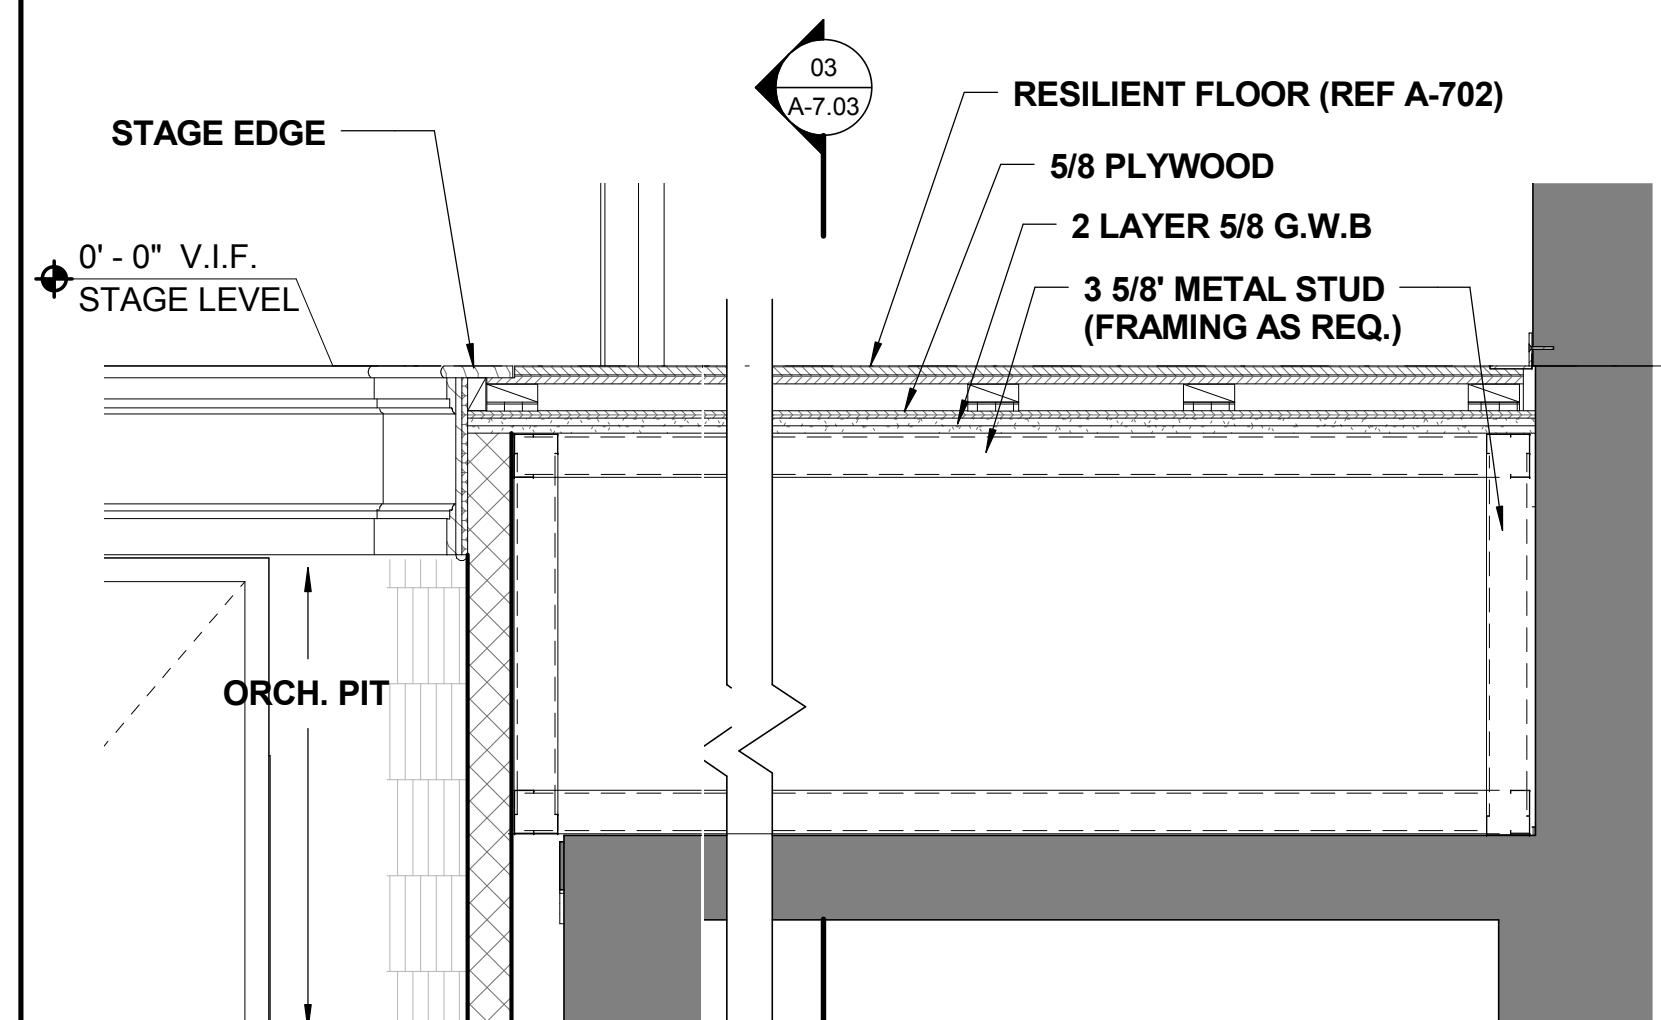 03
A-7.03
RESILIENT FLOOR (REF A-702)
STAGE EDGE
5/8 PLYWOOD
2 LAYER 5/8 G.W.B
0' - 0" V.I.F.
STAGE LEVEL
3 5/8' METAL STUD
(FRAMING AS REQ.)
ORCH. PIT